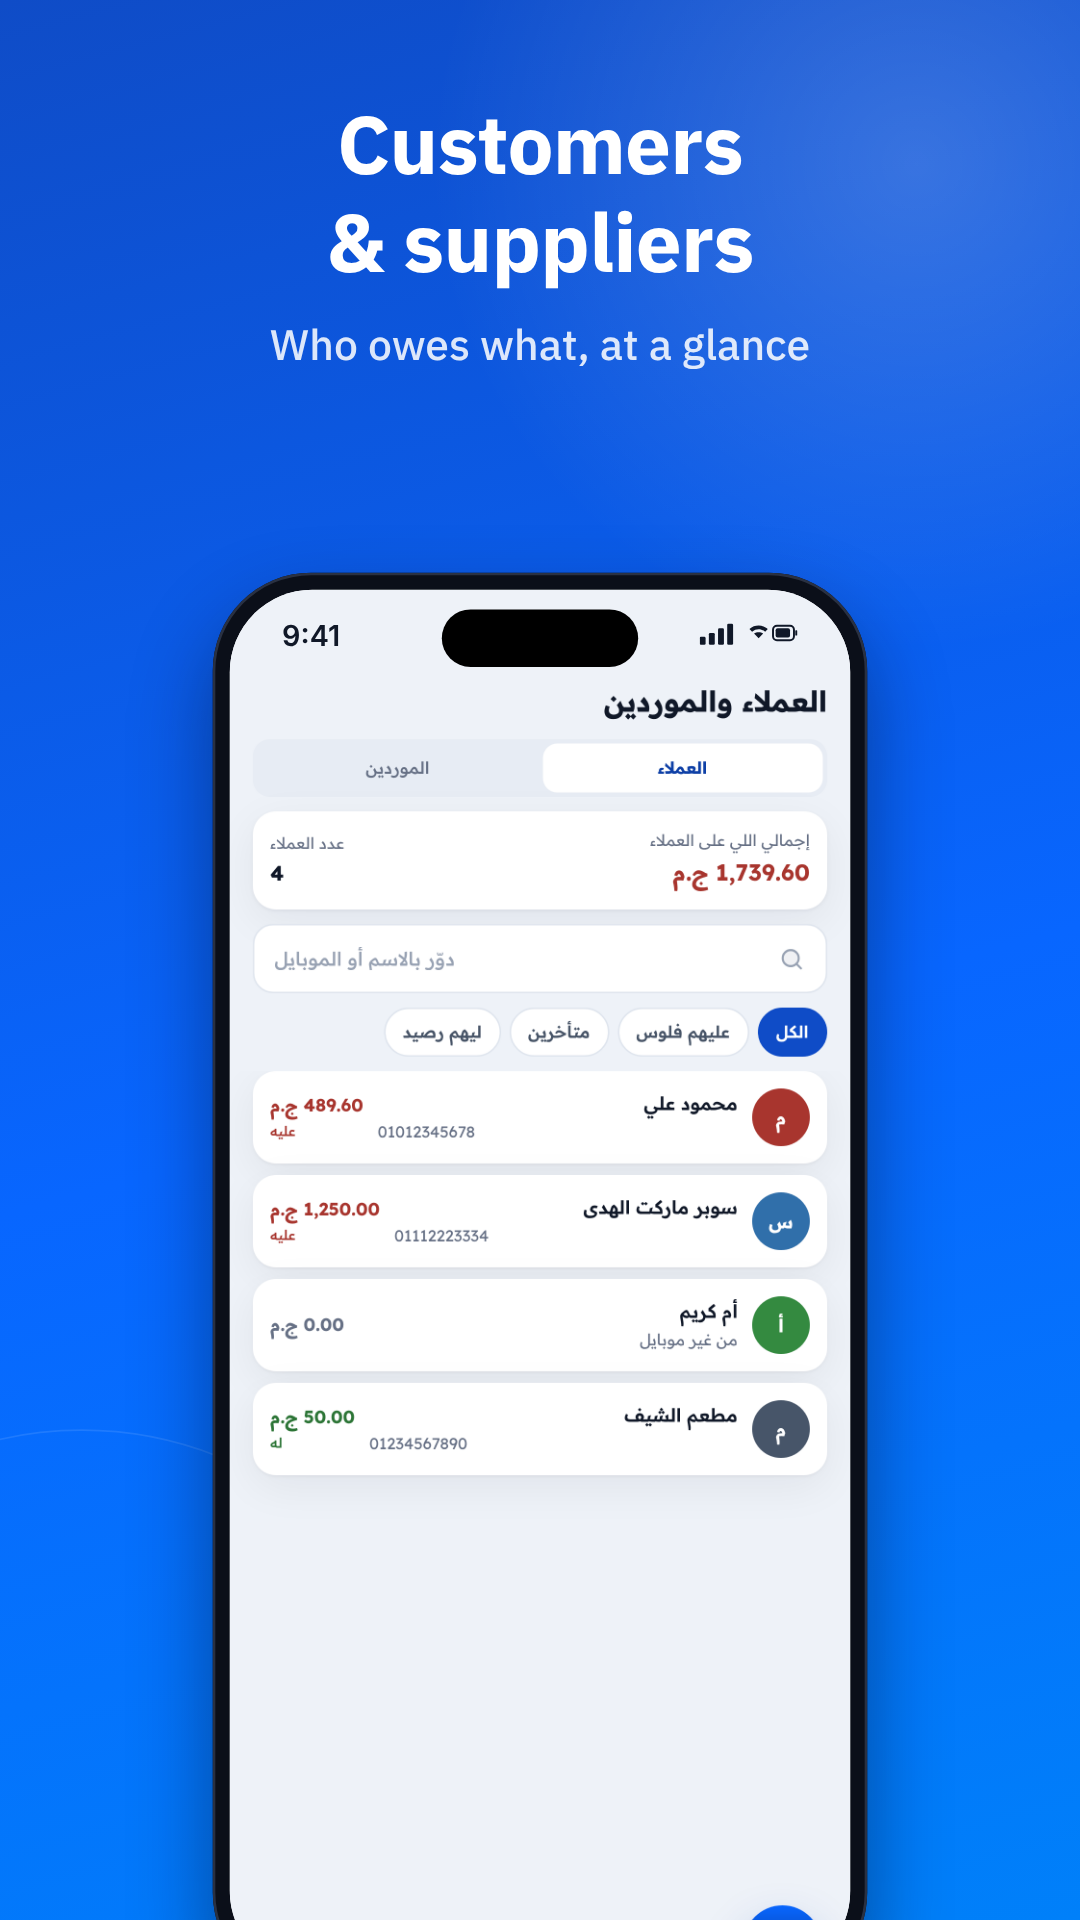 Customers
& suppliers
Who owes what, at a glance
9:41
العملاء والموردين
العملاء
الموردين
إجمالي اللي على العملاء
1,739.60 ج.م
عدد العملاء
4
دوّر بالاسم أو الموبايل
الكل
عليهم فلوس
متأخرين
ليهم رصيد
م
محمود علي
01012345678
489.60 ج.م
عليه
س
سوبر ماركت الهدى
01112223334
1,250.00 ج.م
عليه
أ
أم كريم
من غير موبايل
0.00 ج.م
م
مطعم الشيف
01234567890
50.00 ج.م
له